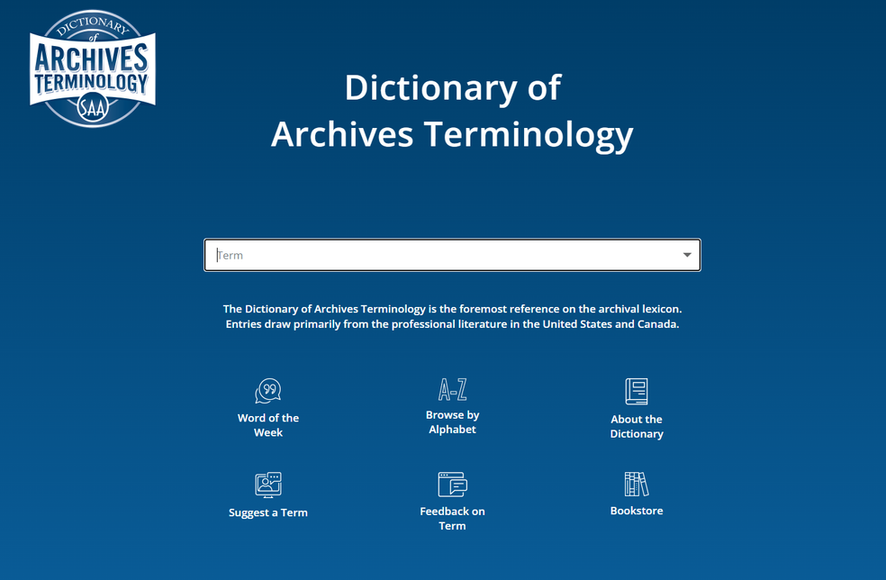 DICTIONARY
of
ARCHIVES
TERMINOLOGY
SAA
Dictionary of
Archives Terminology
Term
The Dictionary of Archives Terminology is the foremost reference on the archival lexicon.
Entries draw primarily from the professional literature in the United States and Canada.
Word of the
Week
A-Z
Browse by
Alphabet
About the
Dictionary
Suggest a Term
Feedback on
Term
Bookstore